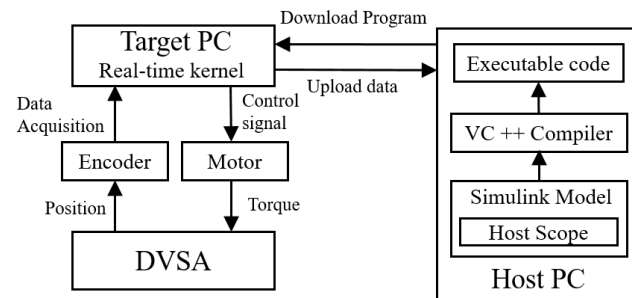 Download Program
Target PC
Real-time kernel
Upload data
Executable code
Data
Acquisition
Control
signal
VC ++ Compiler
Encoder
Motor
Simulink Model
Position
Torque
Host Scope
DVSA
Host PC